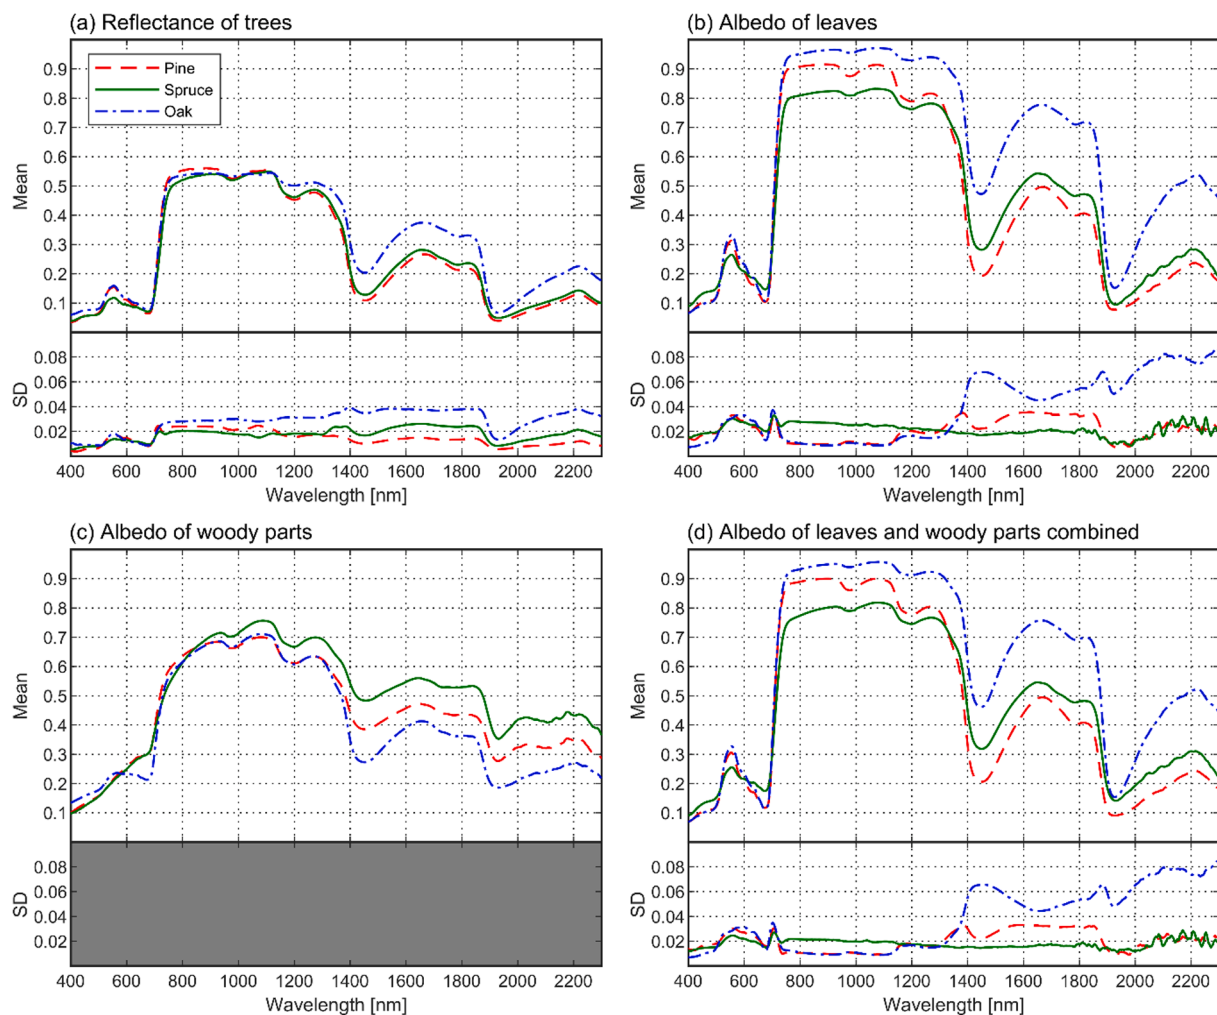 (a) Reflectance of trees
Mean
0.9
0.8
0.7
0.6
0.5
0.4
0.3
0.2
0.1
Pine
Spruce
Oak
SD
0.08
0.06
0.04
0.02
400 600 800 1000 1200 1400 1600 1800 2000 2200
Wavelength [nm]
(b) Albedo of leaves
Mean
0.9
0.8
0.7
0.6
0.5
0.4
0.3
0.2
0.1
SD
0.08
0.06
0.04
0.02
400 600 800 1000 1200 1400 1600 1800 2000 2200
Wavelength [nm]
(c) Albedo of woody parts
Mean
0.9
0.8
0.7
0.6
0.5
0.4
0.3
0.2
0.1
SD
0.08
0.06
0.04
0.02
400 600 800 1000 1200 1400 1600 1800 2000 2200
Wavelength [nm]
(d) Albedo of leaves and woody parts combined
Mean
0.9
0.8
0.7
0.6
0.5
0.4
0.3
0.2
0.1
SD
0.08
0.06
0.04
0.02
400 600 800 1000 1200 1400 1600 1800 2000 2200
Wavelength [nm]